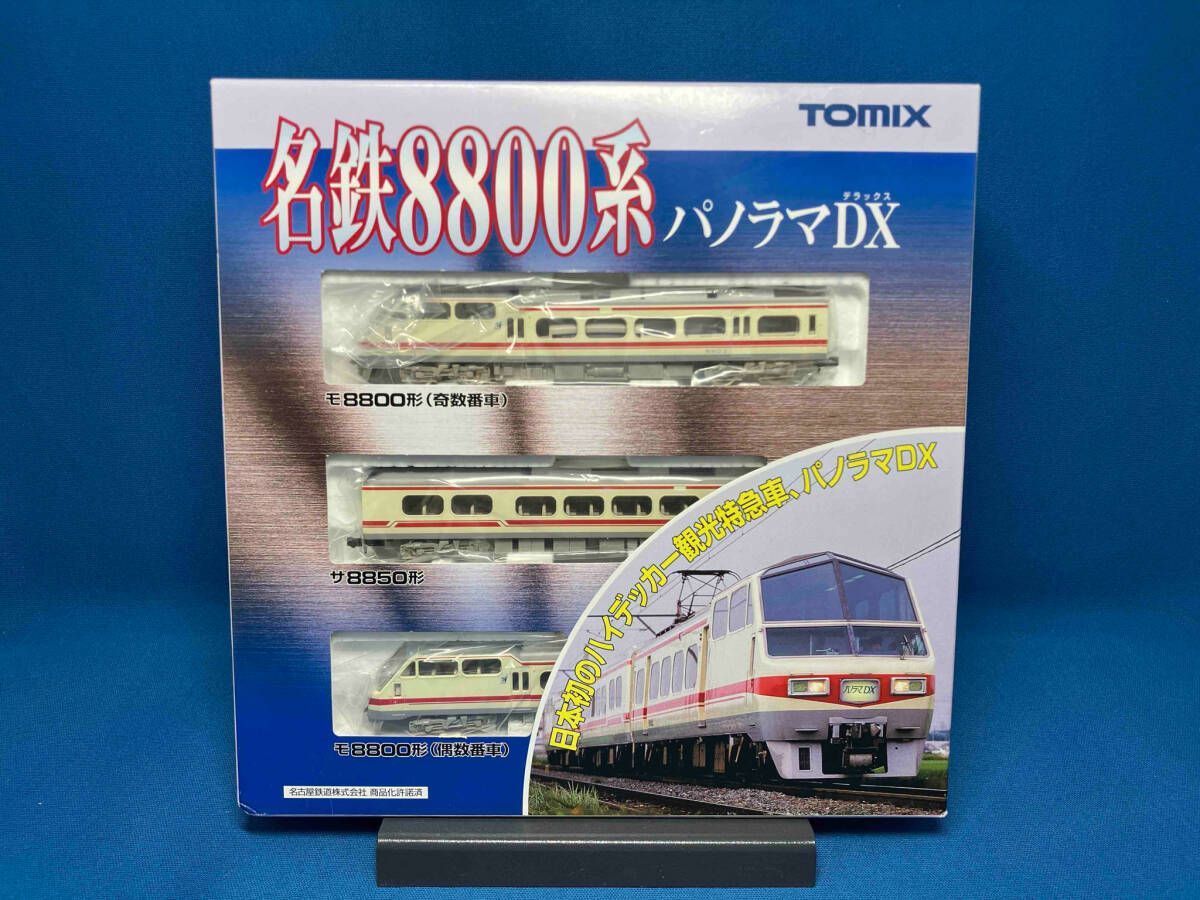 TOMIX
名鉄8800系
パノラマDX
デラックス
モ8800形(奇数番車)
サ8850形
モ8800形(偶数番車)
日本初のハイデッカー観光特急車、パノラマDX
パノラマDX
名古屋鉄道株式会社 商品化許諾済